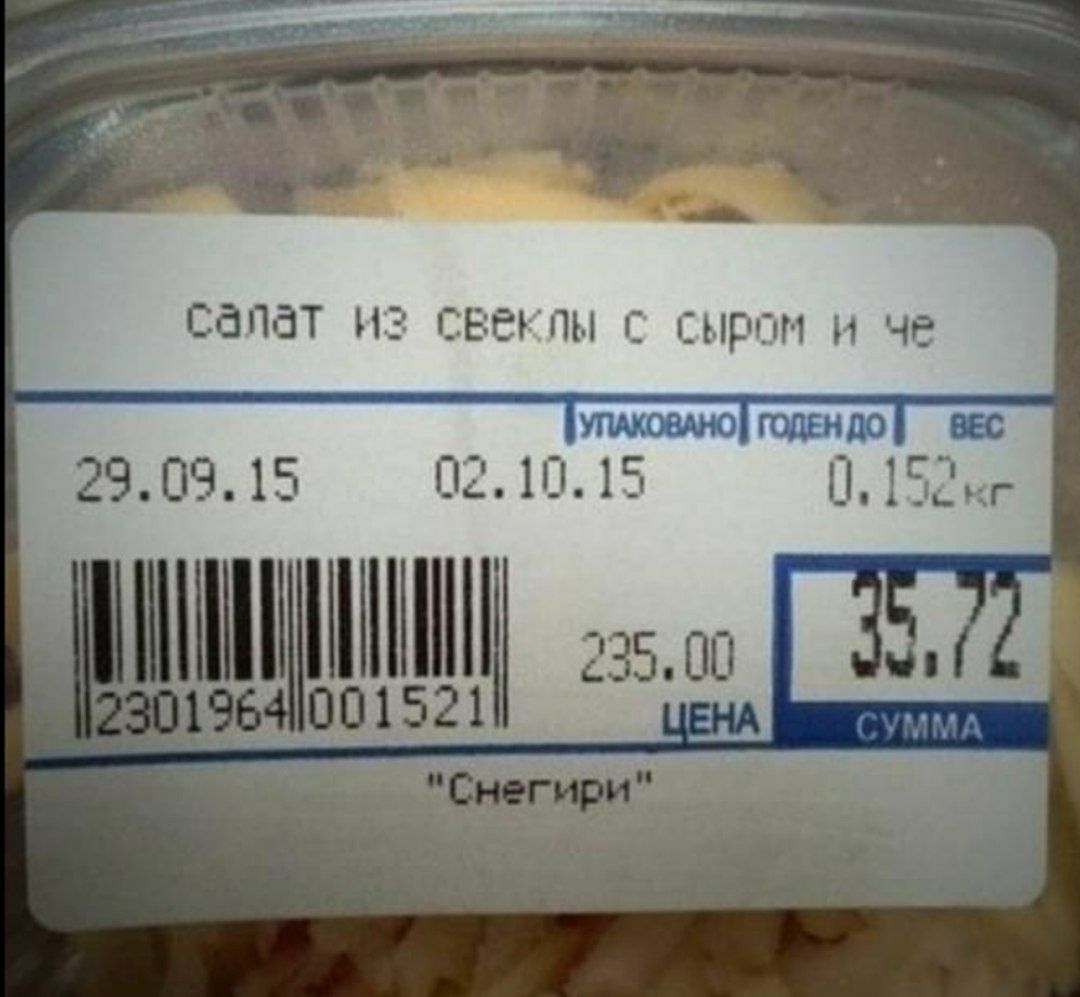 салат из свеклы с сыром и че
УПАКОВАНО ГОДЕН ДО ВЕС
29.09.15 02.10.15 0.152кг
35.72
235.00
2301964 001521
ЦЕНА СУММА
"Снегири"